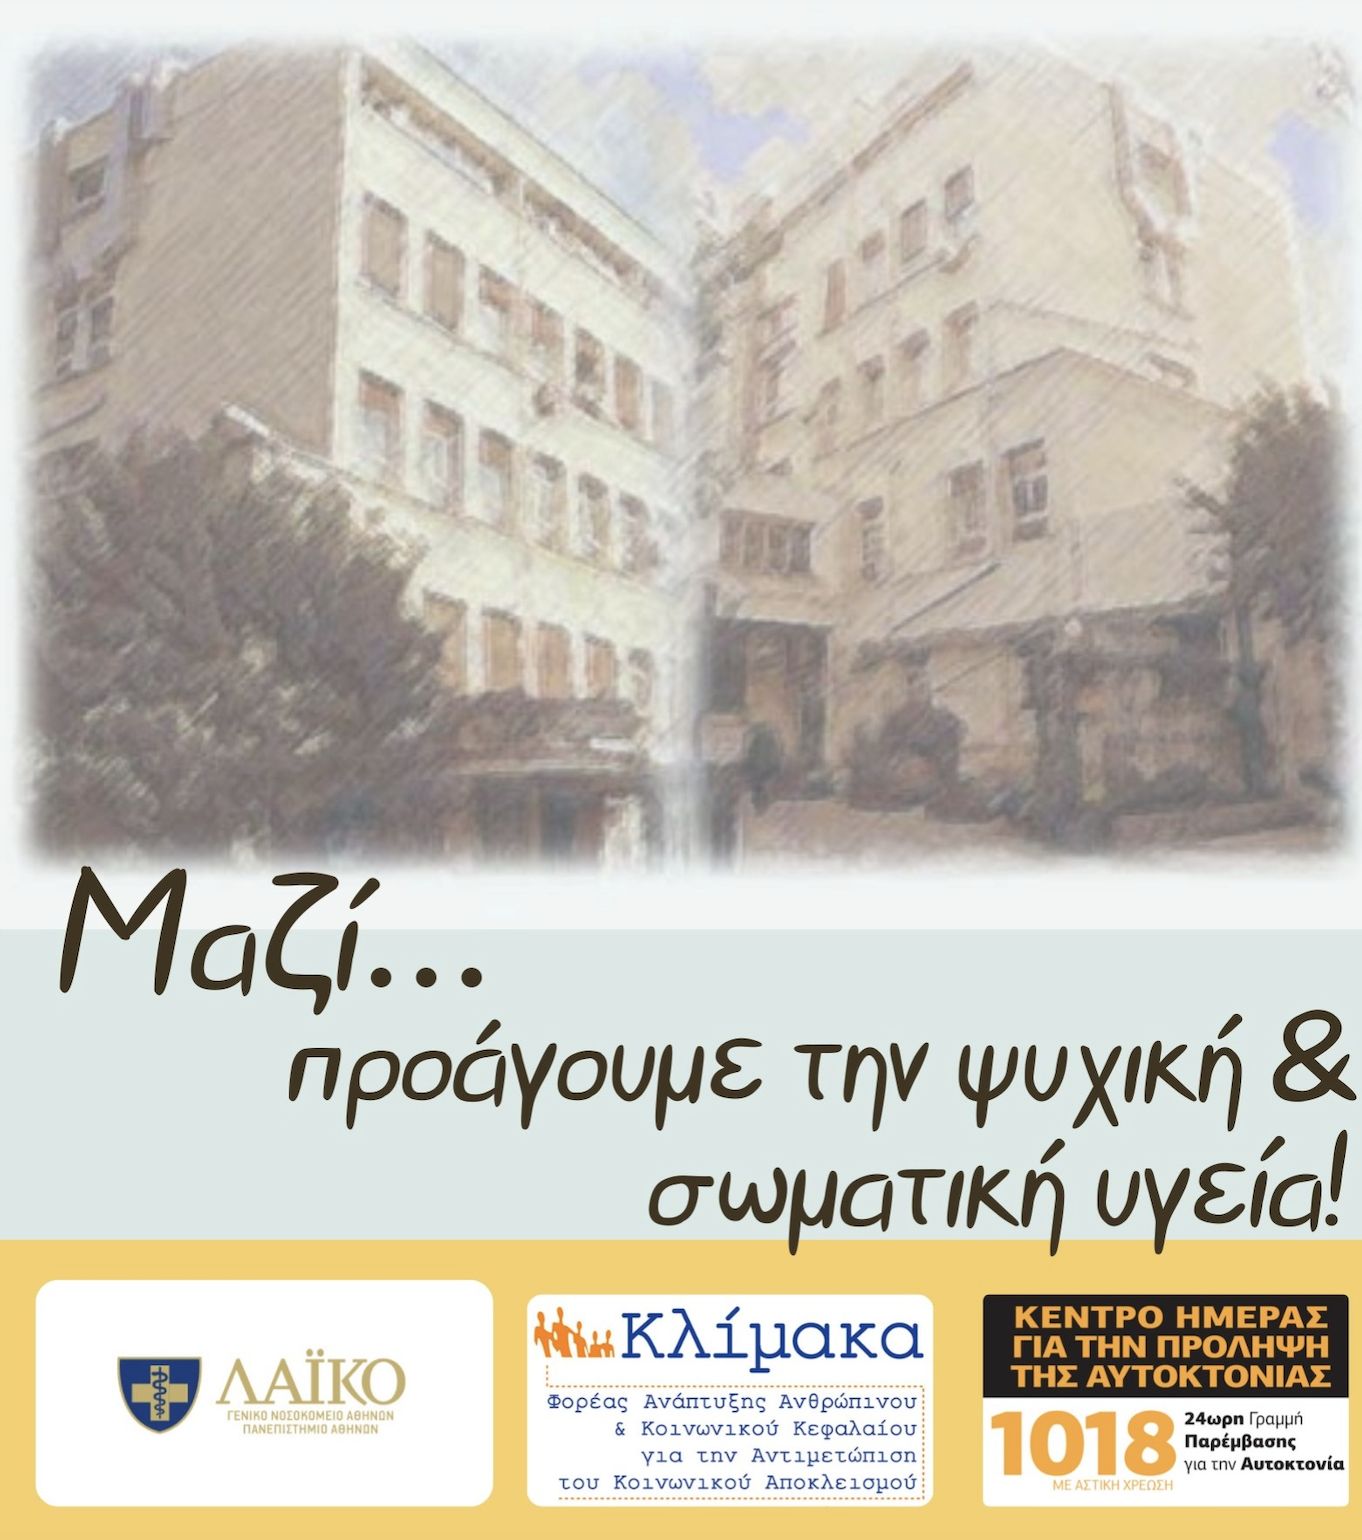 Μαζί...
προάγουμε την ψυχική &
σωματική υγεία!
ΛΑΪΚΟ
ΓΕΝΙΚΟ ΝΟΣΟΚΟΜΕΙΟ ΑΘΗΝΩΝ
ΠΑΝΕΠΙΣΤΗΜΙΟ ΑΘΗΝΩΝ
Κλίμακα
Φορέας Ανάπτυξης Ανθρώπινου
& Κοινωνικού Κεφαλαίου
για την Αντιμετώπιση
του Κοινωνικού Αποκλεισμού
ΚΕΝΤΡΟ ΗΜΕΡΑΣ
ΓΙΑ ΤΗΝ ΠΡΟΛΗΨΗ
ΤΗΣ ΑΥΤΟΚΤΟΝΙΑΣ
1018
ΜΕ ΑΣΤΙΚΗ ΧΡΕΩΣΗ
24ωρη Γραμμή
Παρέμβασης
για την Αυτοκτονία